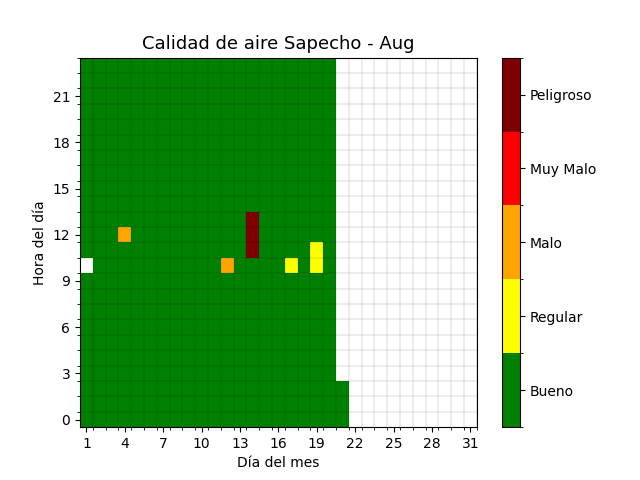 Calidad de aire Sapecho - Aug
Hora del día
21
18
15
12
9
6
3
0
1 4 7 10 13 16 19 22 25 28 31
Día del mes
Peligroso
Muy Malo
Malo
Regular
Bueno